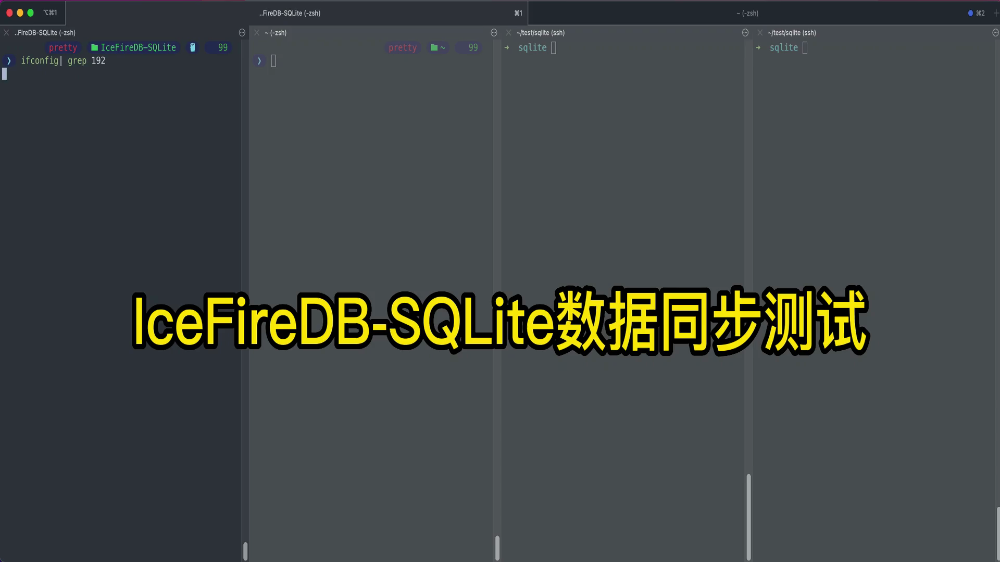 ⌥⌘1
..FireDB-SQLite (-zsh)
⌘1
~ (-zsh)
⌘2
..FireDB-SQLite (-zsh)
~ (-zsh)
~/test/sqlite (ssh)
~/test/sqlite (ssh)
pretty IceFireDB-SQLite 99
❯ ifconfig| grep 192
pretty ~ 99
❯
→ sqlite
→ sqlite
IceFireDB-SQLite数据同步测试